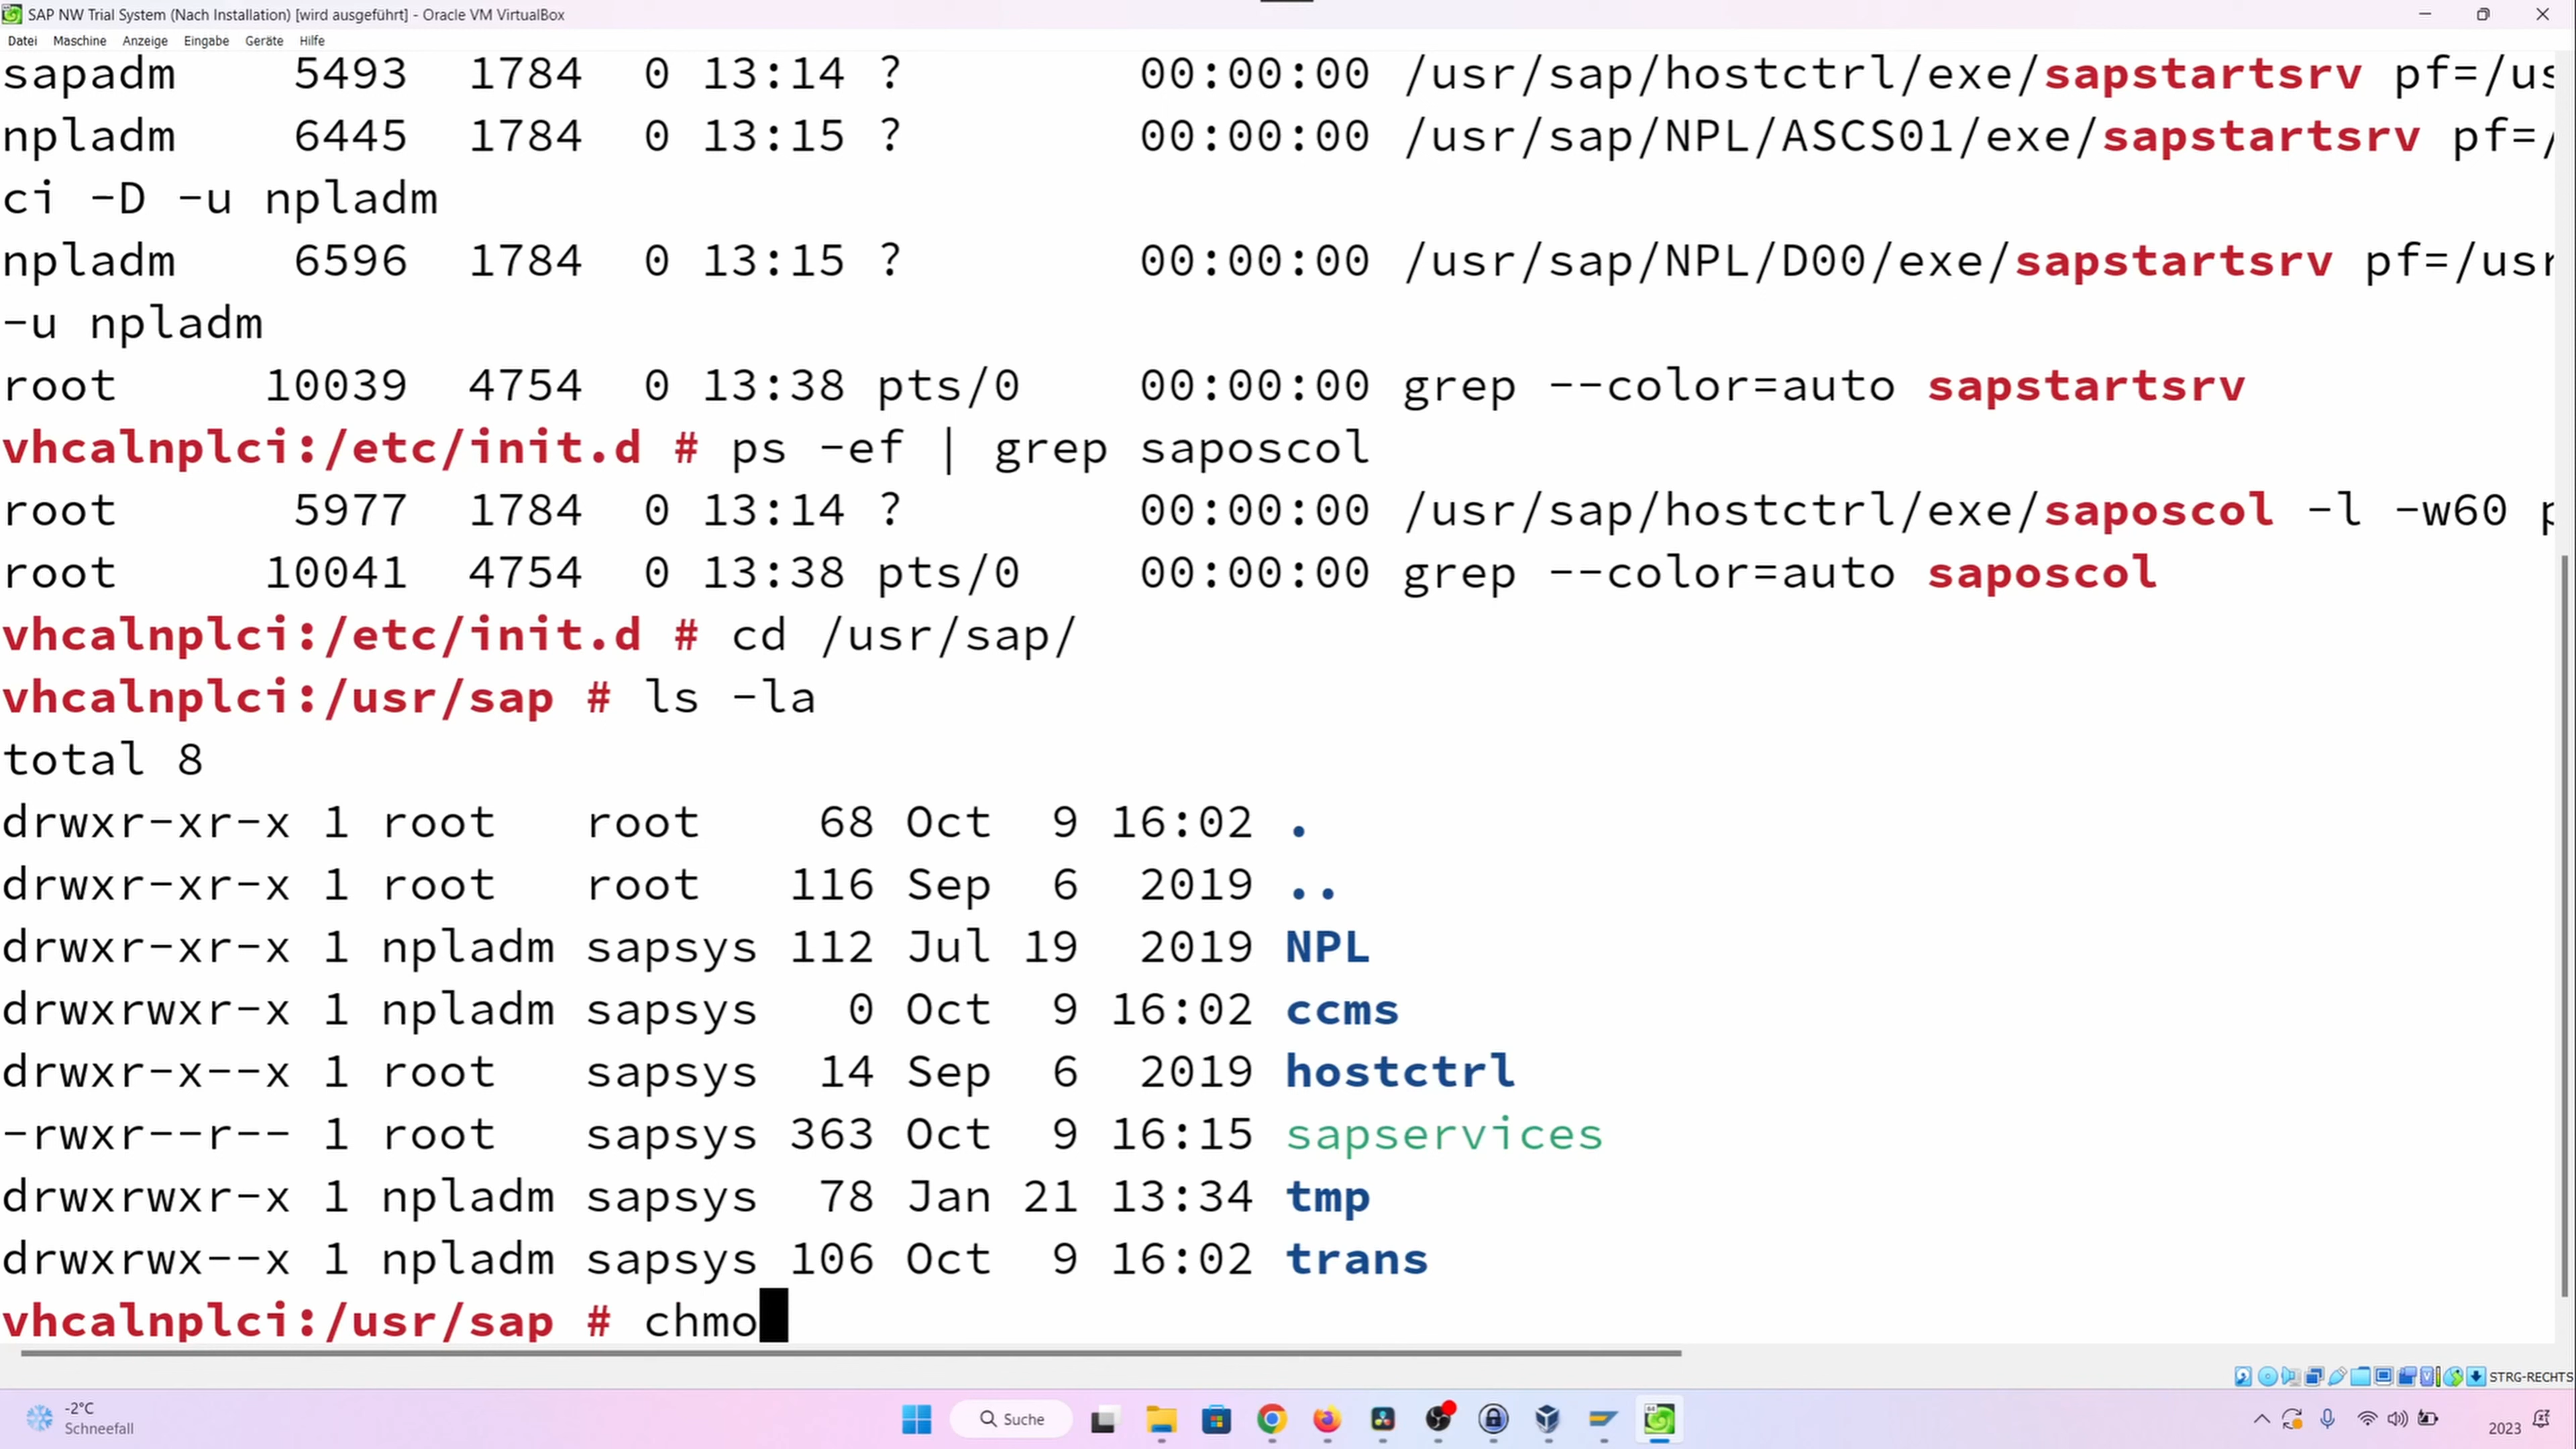 SAP NW Trial System (Nach Installation) [wird ausgeführt] - Oracle VM VirtualBox
Datei Maschine Anzeige Eingabe Geräte Hilfe
sapadm 5493 1784 0 13:14 ? 00:00:00 /usr/sap/hostctrl/exe/sapstartsrv pf=/us
npladm 6445 1784 0 13:15 ? 00:00:00 /usr/sap/NPL/ASCS01/exe/sapstartsrv pf=/
ci -D -u npladm
npladm 6596 1784 0 13:15 ? 00:00:00 /usr/sap/NPL/D00/exe/sapstartsrv pf=/usr
-u npladm
root 10039 4754 0 13:38 pts/0 00:00:00 grep --color=auto sapstartsrv
vhcalnplci:/etc/init.d # ps -ef | grep saposcol
root 5977 1784 0 13:14 ? 00:00:00 /usr/sap/hostctrl/exe/saposcol -l -w60 p
root 10041 4754 0 13:38 pts/0 00:00:00 grep --color=auto saposcol
vhcalnplci:/etc/init.d # cd /usr/sap/
vhcalnplci:/usr/sap # ls -la
total 8
drwxr-xr-x 1 root root 68 Oct 9 16:02 .
drwxr-xr-x 1 root root 116 Sep 6 2019 ..
drwxr-xr-x 1 npladm sapsys 112 Jul 19 2019 NPL
drwxrwxr-x 1 npladm sapsys 0 Oct 9 16:02 ccms
drwxr-x--x 1 root sapsys 14 Sep 6 2019 hostctrl
-rwxr--r-- 1 root sapsys 363 Oct 9 16:15 sapservices
drwxrwxr-x 1 npladm sapsys 78 Jan 21 13:34 tmp
drwxrwx--x 1 npladm sapsys 106 Oct 9 16:02 trans
vhcalnplci:/usr/sap # chmo
STRG-RECHTS
-2°C
Schneefall
Suche
2023